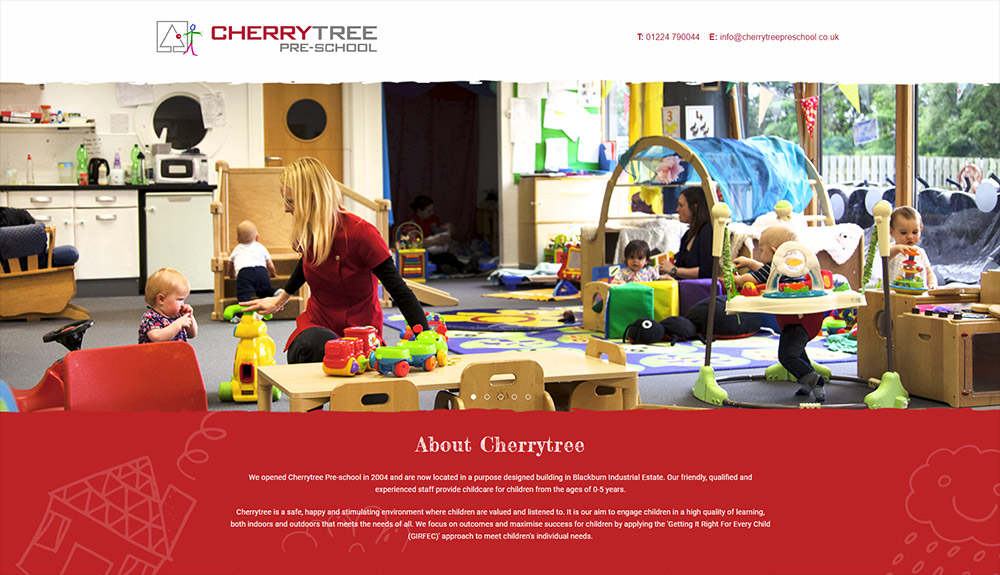 CHERRYTREE
PRE-SCHOOL
T: 01224 790044 E: info@cherrytreepreschool.co.uk
3 4
About Cherrytree
We opened Cherrytree Pre-school in 2004 and are now located in a purpose designed building in Blackburn Industrial Estate. Our friendly, qualified and
experienced staff provide childcare for children from the ages of 0-5 years.
Cherrytree is a safe, happy and stimulating environment where children are valued and listened to. It is our aim to engage children in a high quality of learning,
both indoors and outdoors that meets the needs of all. We focus on outcomes and maximise success for children by applying the 'Getting It Right For Every Child
(GIRFEC)' approach to meet children's individual needs.